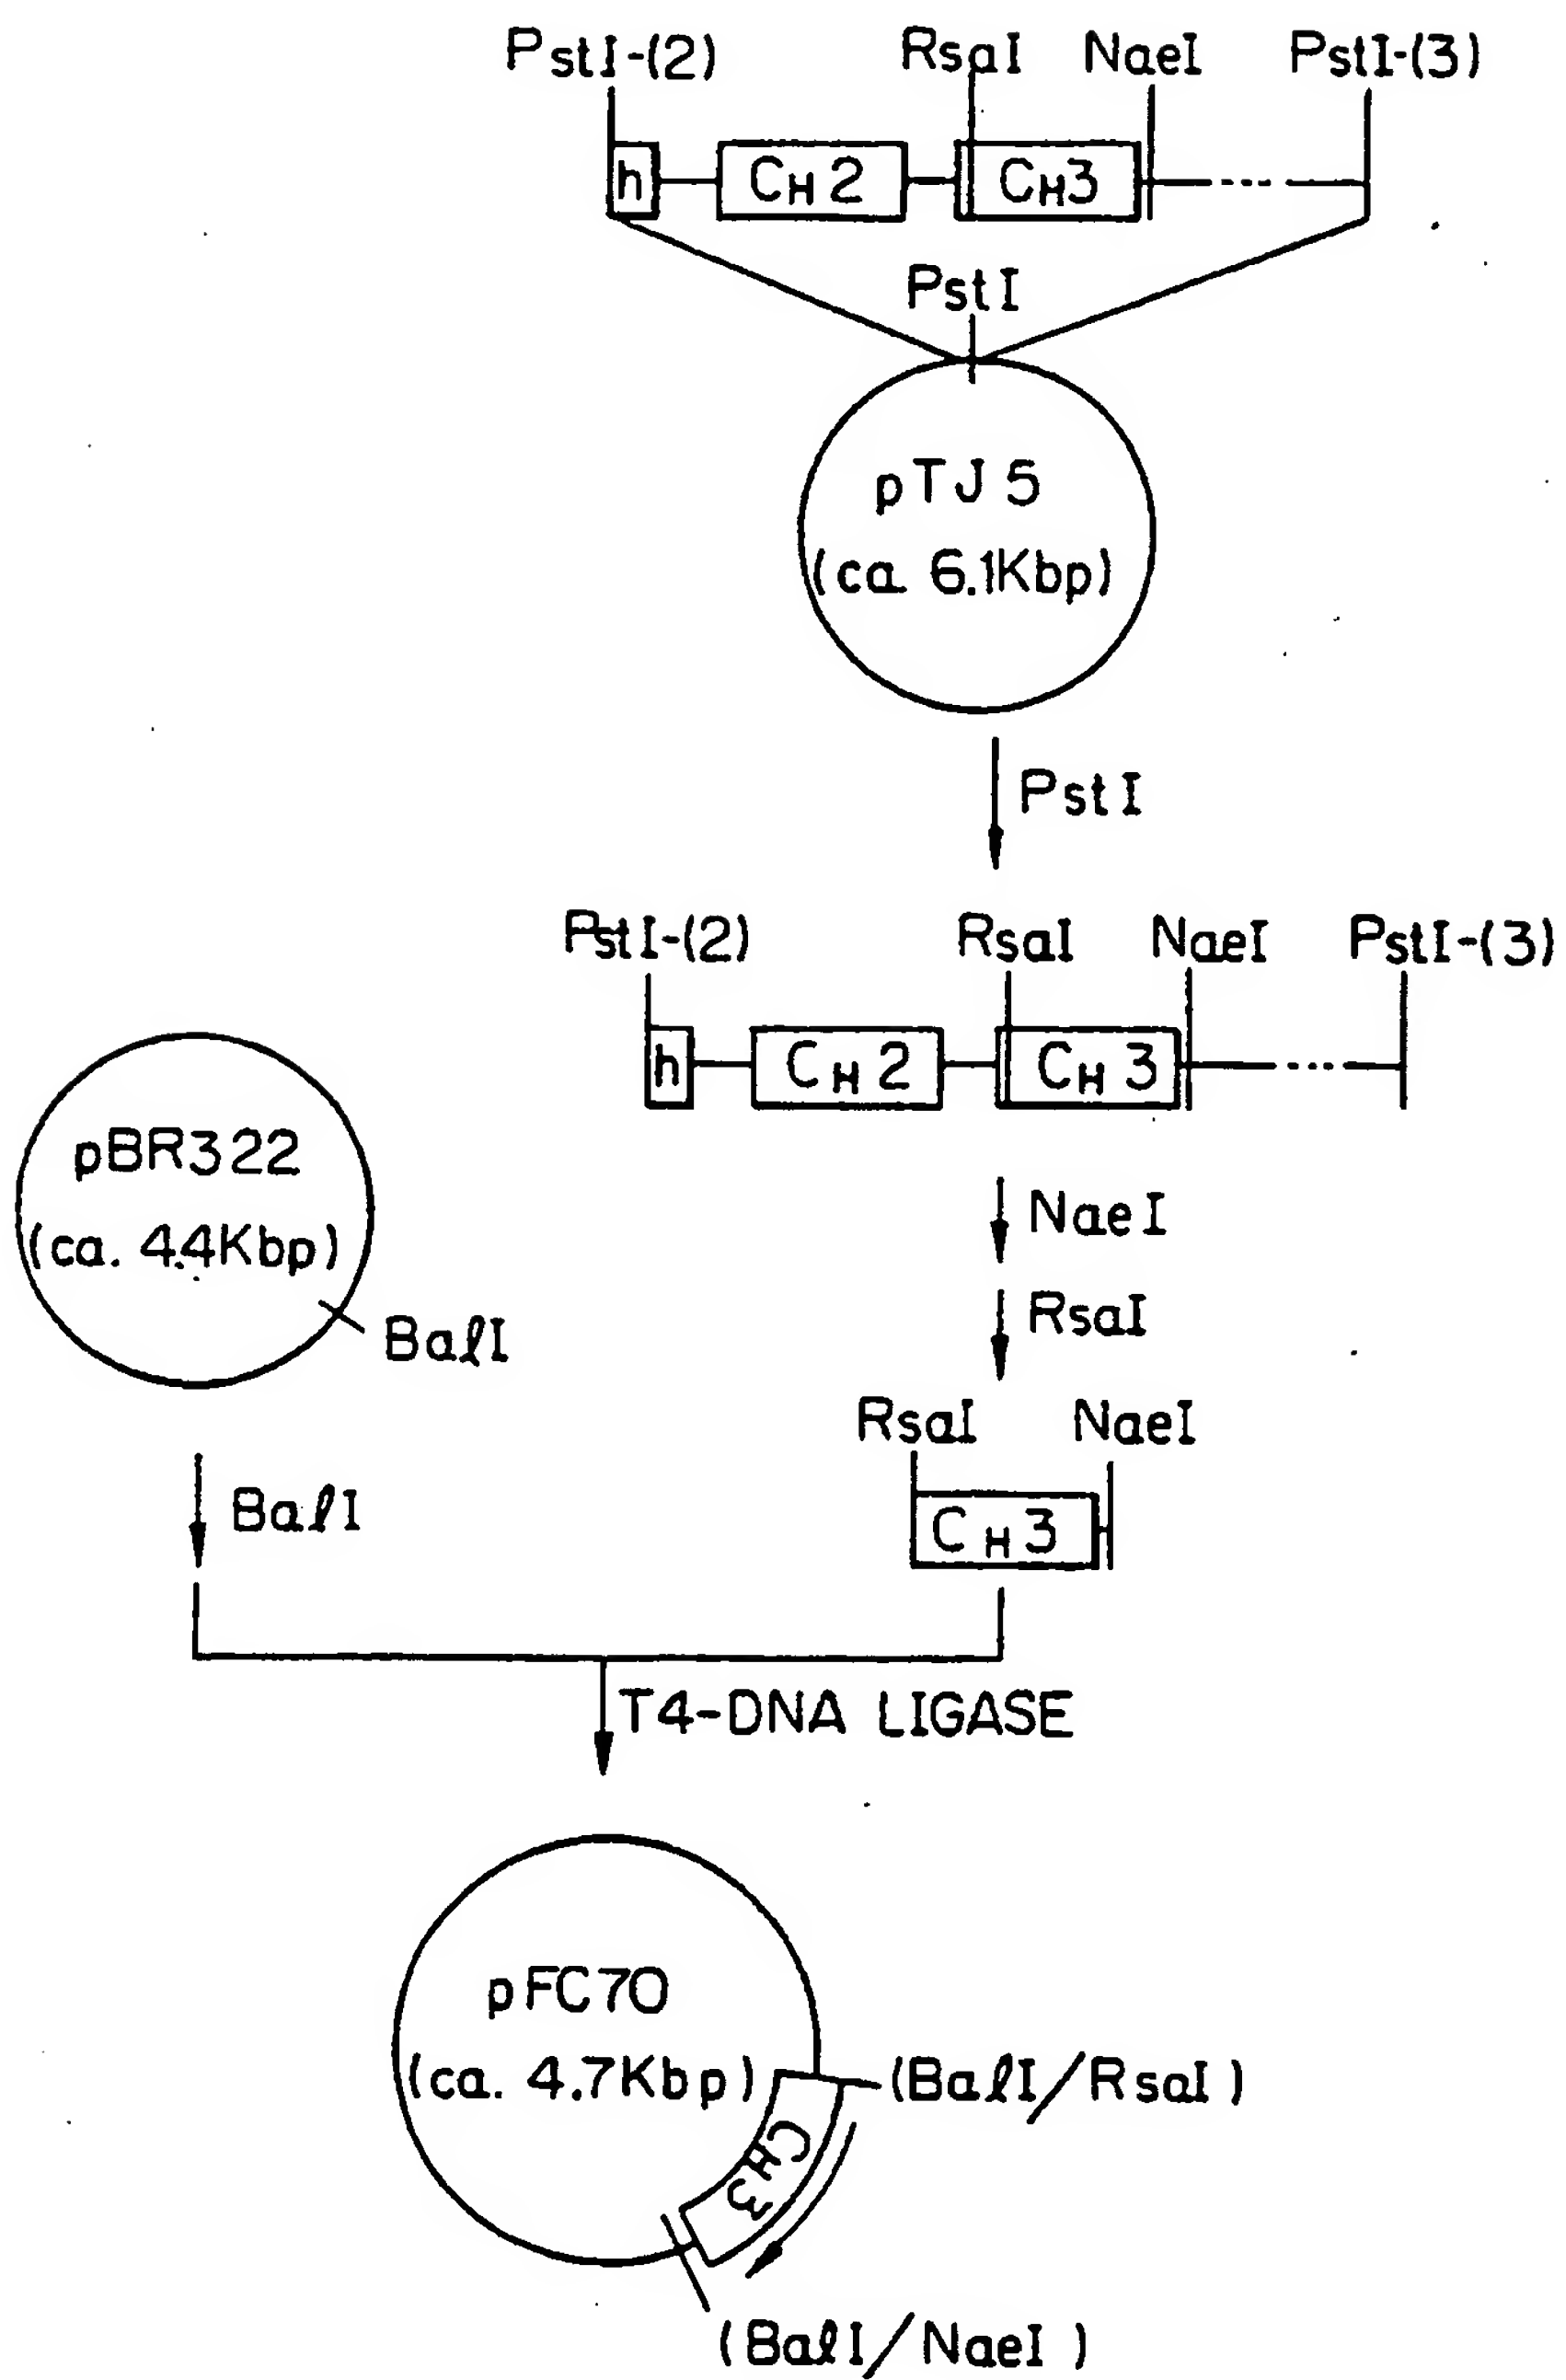 PstI-(2) RsaI NaeI PstI-(3)
h CH2 CH3
PstI
pTJ5
(ca 6.1Kbp)
PstI
PstI-(2) RsaI NaeI PstI-(3)
h CH2 CH3
pBR322
(ca. 4.4Kbp)
BalI
NaeI
RsaI
RsaI NaeI
BalI
CH3
T4-DNA LIGASE
pFC70
(ca. 4.7Kbp)
(BalI/RsaI)
CH3
(BalI/NaeI)